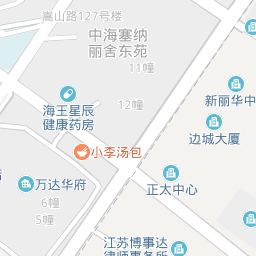 嵩山路127号楼
中海塞纳
丽舍东苑
11幢
海王星辰
健康药房
12幢
新丽华中
边城大厦
小李汤包
万达华府
6幢
5幢
正太中心
江苏博事达
律师事务所